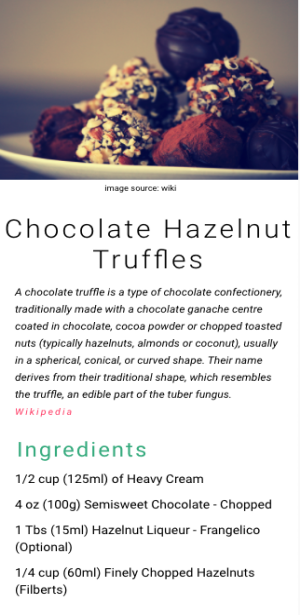 image source: wiki
Chocolate Hazelnut
Truffles
A chocolate truffle is a type of chocolate confectionery,
traditionally made with a chocolate ganache centre
coated in chocolate, cocoa powder or chopped toasted
nuts (typically hazelnuts, almonds or coconut), usually
in a spherical, conical, or curved shape. Their name
derives from their traditional shape, which resembles
the truffle, an edible part of the tuber fungus.
Wikipedia
Ingredients
1/2 cup (125ml) of Heavy Cream
4 oz (100g) Semisweet Chocolate - Chopped
1 Tbs (15ml) Hazelnut Liqueur - Frangelico
(Optional)
1/4 cup (60ml) Finely Chopped Hazelnuts
(Filberts)